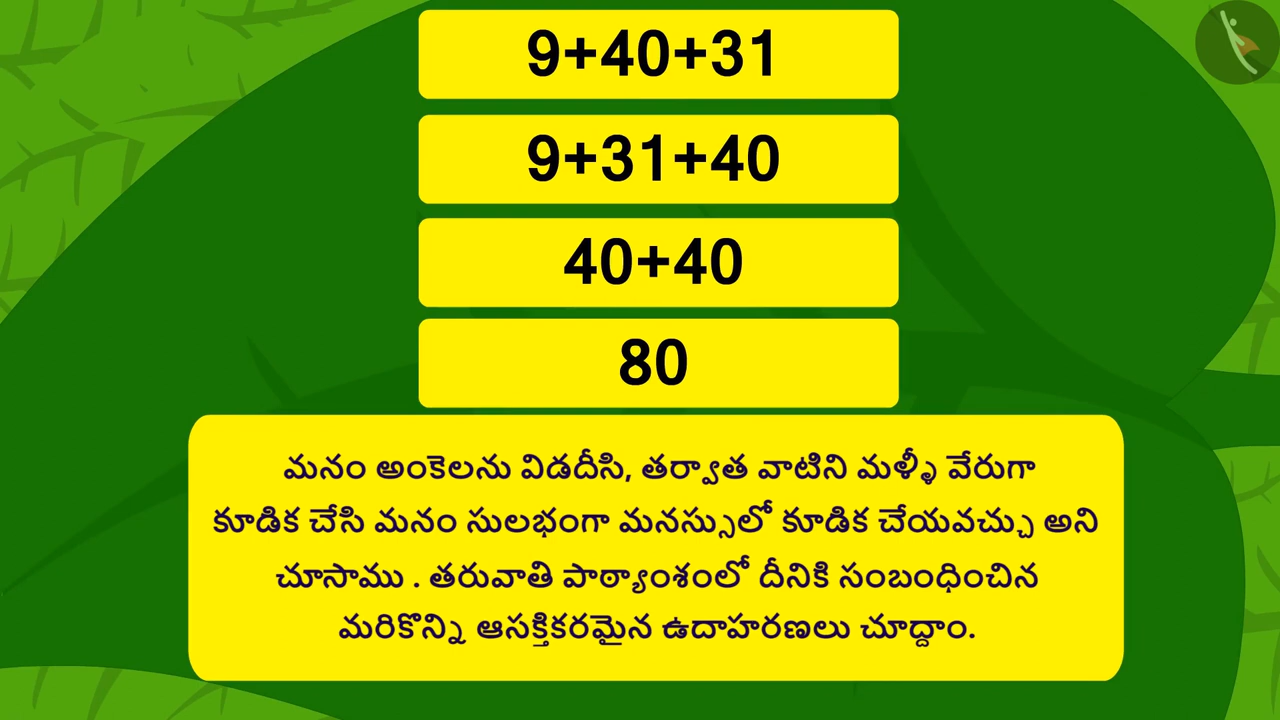 9+40+31
9+31+40
40+40
80
మనం అంకెలను విడదీసి, తర్వాత వాటిని మళ్ళీ వేరుగా
కూడిక చేసి మనం సులభంగా మనస్సులో కూడిక చేయవచ్చు అని
చూసాము . తరువాతి పాఠ్యాంశంలో దీనికి సంబంధించిన
మరికొన్ని ఆసక్తికరమైన ఉదాహరణలు చూద్దాం.